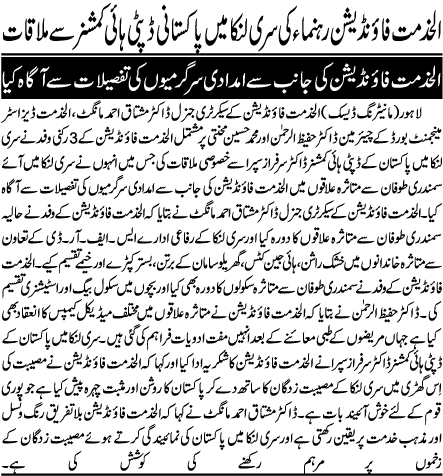 الخدمت فاؤنڈیشن رہنماء کی سری لنکا میں پاکستانی ڈپٹی ہائی کمشنر سے ملاقات
الخدمت فاؤنڈیشن کی جانب سے امدادی سرگرمیوں کی تفصیلات سے آگاہ کیا
لاہور (مانیٹرنگ ڈیسک) الخدمت فاؤنڈیشن کے سیکرٹری جنرل ڈاکٹر مشتاق احمد مانگٹ، الخدمت ڈیزاسٹر
مینجمنٹ بورڈ کے چیئرمین ڈاکٹر حفیظ الرحمٰن اور محمد حسین محنتی پر مشتمل الخدمت فاؤنڈیشن کے 3 رکنی وفد نے سری
لنکا میں پاکستان کے ڈپٹی ہائی کمشنر ڈاکٹر سرفراز سپرا سے خصوصی ملاقات کی جس میں انہوں نے سری لنکا میں آئے
سمندری طوفان سے متاثرہ علاقوں میں الخدمت فاؤنڈیشن کی جانب سے امدادی سرگرمیوں کی تفصیلات سے آگاہ
کیا۔ الخدمت فاؤنڈیشن کے سیکرٹری جنرل ڈاکٹر مشتاق احمد مانگٹ نے بتایا کہ الخدمت فاؤنڈیشن کے وفد نے حالیہ
سمندری طوفان سے متاثرہ علاقوں کا دورہ کیا اور سری لنکا کے رفاعی ادارے ایس۔ایف۔آر۔ڈی کے تعاون
سے متاثرہ خاندانوں میں خشک راشن، ہائی جین کٹس، گھریلو سامان کے برتن، بستر کپڑے اور خیمے تقسیم کیے۔ الخدمت
فاؤنڈیشن کے وفد نے سمندری طوفان سے متاثرہ سکولوں کا دورہ بھی کیا اور بچوں میں سکول بیگ اور اسٹیشنری تقسیم
کی۔ ڈاکٹر حفیظ الرحمٰن نے بتایا کہ الخدمت فاؤنڈیشن نے متاثرہ علاقوں میں مختلف میڈیکل کیمپس کا انعقاد بھی
کیا ہے جہاں مریضوں کے طبی معائنے کے بعد انہیں مفت ادویات فراہم کی گئی ہیں۔ سری لنکا میں پاکستان کے
ڈپٹی ہائی کمشنر ڈاکٹر سرفراز سپرا نے الخدمت فاؤنڈیشن کا شکریہ ادا کیا اور کہا کہ الخدمت فاؤنڈیشن نے مصیبت کی
اس گھڑی میں سری لنکا کے مصیبت زدگان کا ساتھ دے کر پاکستان کا روشن اور مثبت چہرہ پیش کیا ہے جو پوری
قوم کے لئے خوش آئند بات ہے۔ ڈاکٹر مشتاق احمد مانگٹ نے کہا کہ الخدمت فاؤنڈیشن بلا تفریق رنگ و نسل
اور مذہب خدمت پر یقین رکھتی ہے اور سری لنکا میں پاکستان کی نمائندگی کرتے ہوئے مصیبت زدگان کے
زخموں پر مرہم رکھنے کی کوشش کی ہے۔